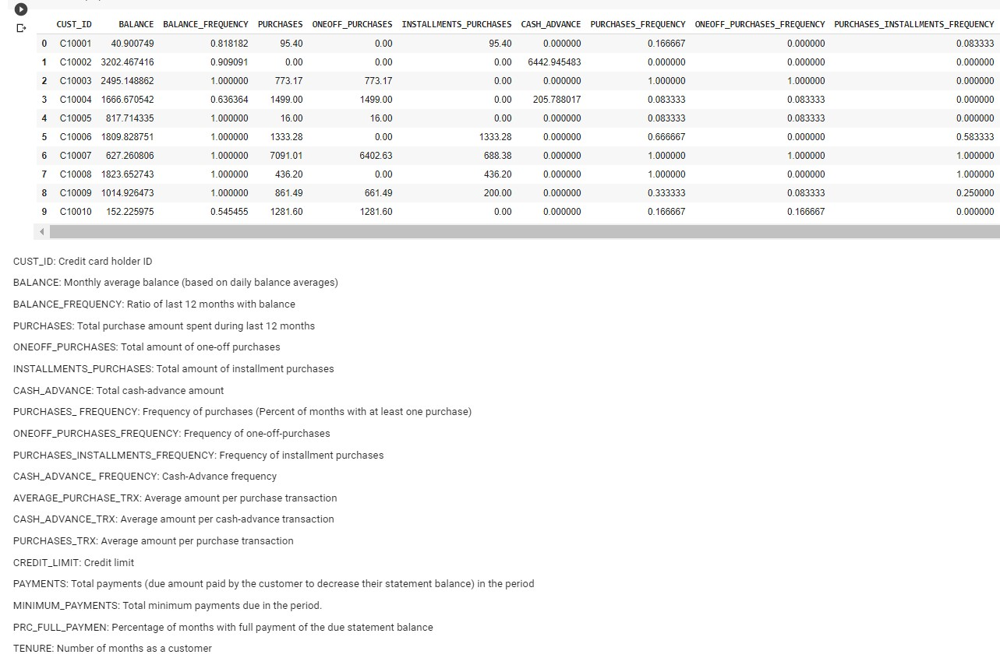 CUST_ID BALANCE BALANCE_FREQUENCY PURCHASES ONEOFF_PURCHASES INSTALLMENTS_PURCHASES CASH_ADVANCE PURCHASES_FREQUENCY ONEOFF_PURCHASES_FREQUENCY PURCHASES_INSTALLMENTS_FREQUENCY
0 C10001 40.900749 0.818182 95.40 0.00 95.40 0.000000 0.166667 0.000000 0.083333
1 C10002 3202.467416 0.909091 0.00 0.00 0.00 6442.945483 0.000000 0.000000 0.000000
2 C10003 2495.148862 1.000000 773.17 773.17 0.00 0.000000 1.000000 1.000000 0.000000
3 C10004 1666.670542 0.636364 1499.00 1499.00 0.00 205.788017 0.083333 0.083333 0.000000
4 C10005 817.714335 1.000000 16.00 16.00 0.00 0.000000 0.083333 0.083333 0.000000
5 C10006 1809.828751 1.000000 1333.28 0.00 1333.28 0.000000 0.666667 0.000000 0.583333
6 C10007 627.260806 1.000000 7091.01 6402.63 688.38 0.000000 1.000000 1.000000 1.000000
7 C10008 1823.652743 1.000000 436.20 0.00 436.20 0.000000 1.000000 0.000000 1.000000
8 C10009 1014.926473 1.000000 861.49 661.49 200.00 0.000000 0.333333 0.083333 0.250000
9 C10010 152.225975 0.545455 1281.60 1281.60 0.00 0.000000 0.166667 0.166667 0.000000
CUST_ID: Credit card holder ID
BALANCE: Monthly average balance (based on daily balance averages)
BALANCE_FREQUENCY: Ratio of last 12 months with balance
PURCHASES: Total purchase amount spent during last 12 months
ONEOFF_PURCHASES: Total amount of one-off purchases
INSTALLMENTS_PURCHASES: Total amount of installment purchases
CASH_ADVANCE: Total cash-advance amount
PURCHASES_ FREQUENCY: Frequency of purchases (Percent of months with at least one purchase)
ONEOFF_PURCHASES_FREQUENCY: Frequency of one-off-purchases
PURCHASES_INSTALLMENTS_FREQUENCY: Frequency of installment purchases
CASH_ADVANCE_ FREQUENCY: Cash-Advance frequency
AVERAGE_PURCHASE_TRX: Average amount per purchase transaction
CASH_ADVANCE_TRX: Average amount per cash-advance transaction
PURCHASES_TRX: Average amount per purchase transaction
CREDIT_LIMIT: Credit limit
PAYMENTS: Total payments (due amount paid by the customer to decrease their statement balance) in the period
MINIMUM_PAYMENTS: Total minimum payments due in the period.
PRC_FULL_PAYMEN: Percentage of months with full payment of the due statement balance
TENURE: Number of months as a customer